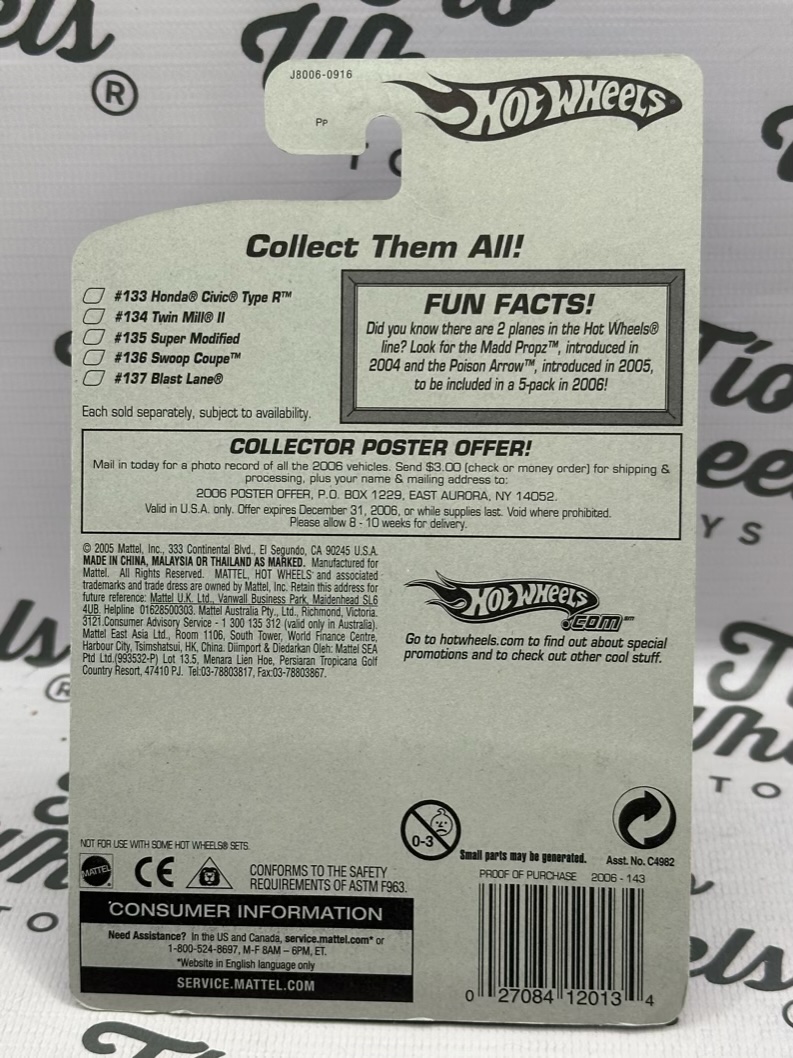 J8006-0916
Pp
HOT WHEELS
Collect Them All!
#133 Honda® Civic® Type R™
#134 Twin Mill® II
#135 Super Modified
#136 Swoop Coupe™
#137 Blast Lane®
Each sold separately, subject to availability.
FUN FACTS!
Did you know there are 2 planes in the Hot Wheels®
line? Look for the Madd Propz™, introduced in
2004 and the Poison Arrow™, introduced in 2005,
to be included in a 5-pack in 2006!
COLLECTOR POSTER OFFER!
Mail in today for a photo record of all the 2006 vehicles. Send $3.00 (check or money order) for shipping &
processing, plus your name & mailing address to:
2006 POSTER OFFER, P.O. BOX 1229, EAST AURORA, NY 14052.
Valid in U.S.A. only. Offer expires December 31, 2006, or while supplies last. Void where prohibited.
Please allow 8 - 10 weeks for delivery.
© 2005 Mattel, Inc., 333 Continental Blvd., El Segundo, CA 90245 U.S.A.
MADE IN CHINA, MALAYSIA OR THAILAND AS MARKED. Manufactured for
Mattel. All Rights Reserved. MATTEL, HOT WHEELS and associated
trademarks and trade dress are owned by Mattel, Inc. Retain this address for
future reference: Mattel U.K. Ltd., Vanwall Business Park, Maidenhead SL6
4UB. Helpline 01628500303. Mattel Australia Pty., Ltd., Richmond, Victoria.
3121.Consumer Advisory Service - 1 300 135 312 (valid only in Australia).
Mattel East Asia Ltd., Room 1106, South Tower, World Finance Centre,
Harbour City, Tsimshatsui, HK, China. Diimport & Diedarkan Oleh: Mattel SEA
Ptd Ltd.(993532-P) Lot 13.5, Menara Lien Hoe, Persiaran Tropicana Golf
Country Resort, 47410 PJ. Tel:03-78803817, Fax:03-78803867.
HOT WHEELS
.COM℠
Go to hotwheels.com to find out about special
promotions and to check out other cool stuff.
0-3
Small parts may be generated.
Asst. No. C4982
NOT FOR USE WITH SOME HOT WHEELS® SETS.
MATTEL
CE
CONFORMS TO THE SAFETY
REQUIREMENTS OF ASTM F963.
PROOF OF PURCHASE 2006 - 143
CONSUMER INFORMATION
Need Assistance? In the US and Canada, service.mattel.com* or
1-800-524-8697, M-F 8AM – 6PM, ET.
*Website in English language only
SERVICE.MATTEL.COM
0 27084 12013 4